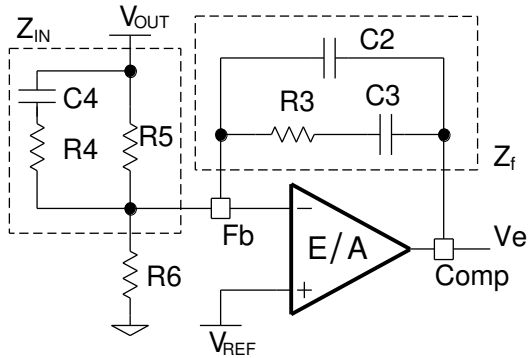 Z_IN
V_OUT
C4
R4
R5
R6
C2
R3
C3
Z_f
Fb
−
E/A
+
V_REF
Ve
Comp